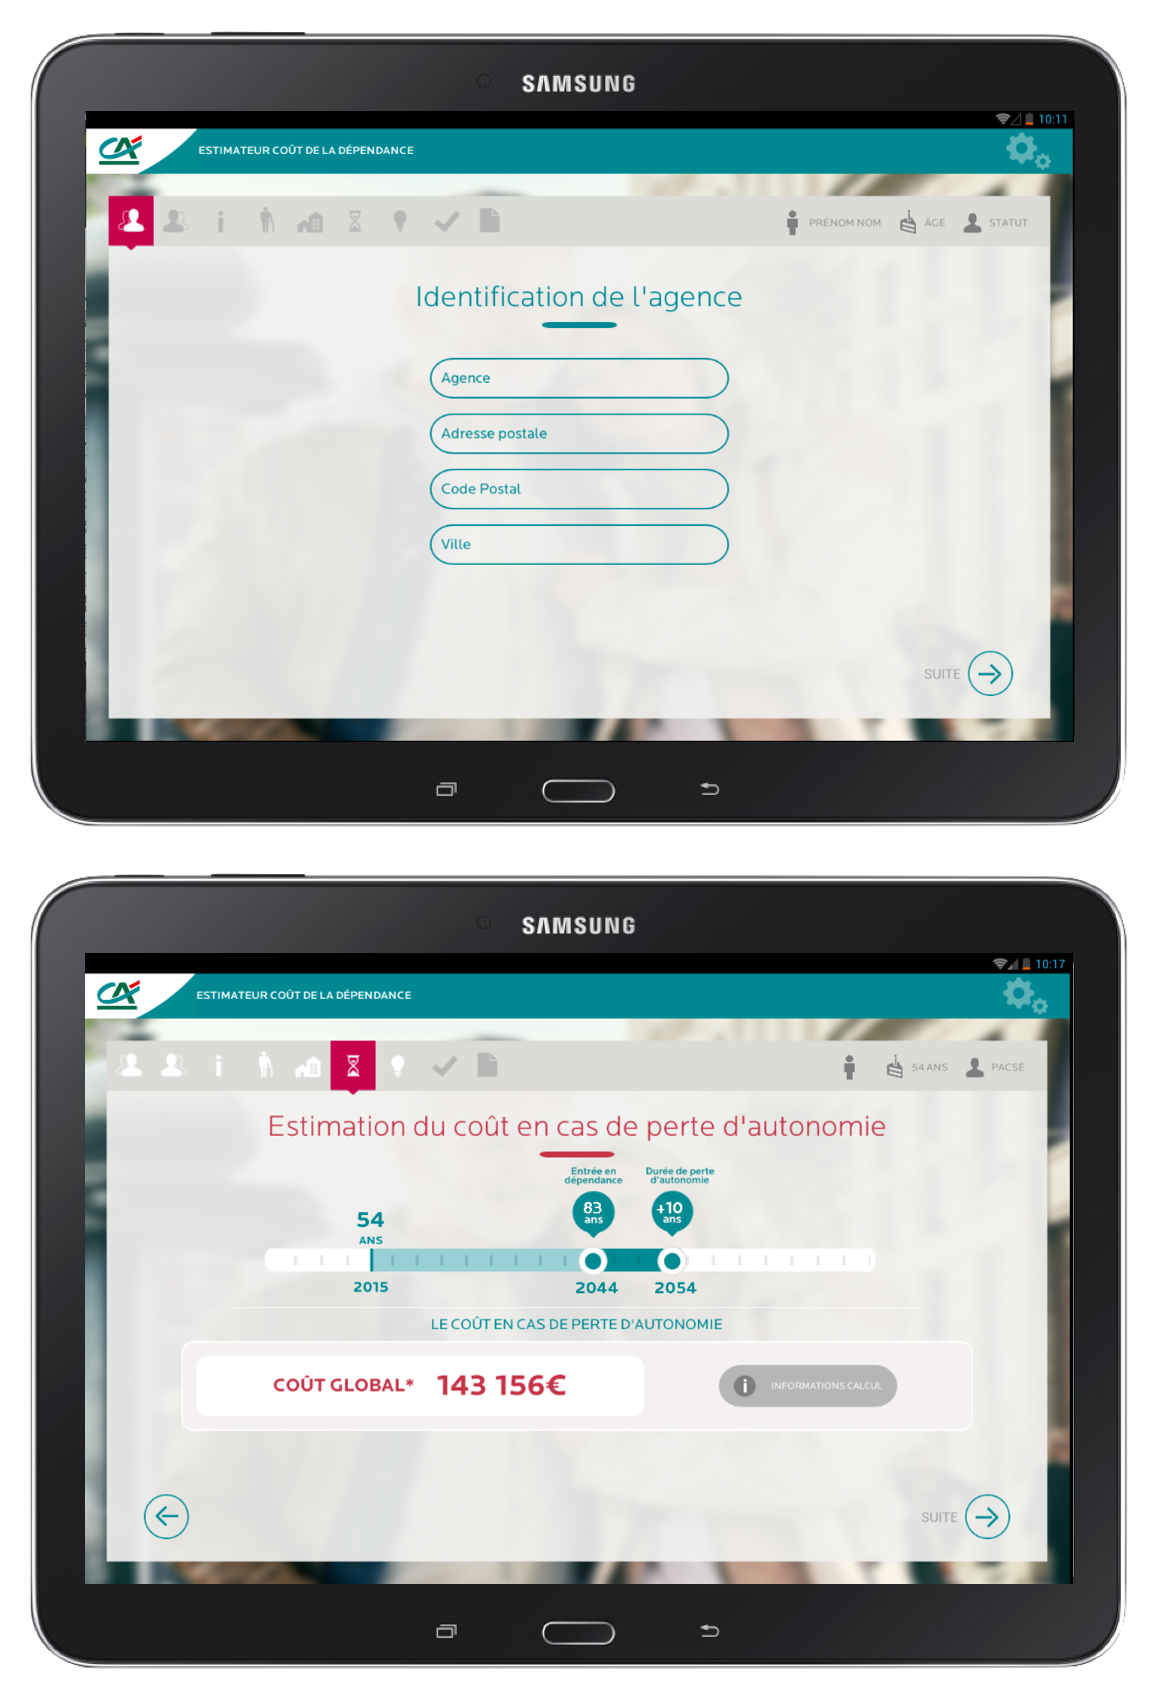 SAMSUNG
10:11
CA
ESTIMATEUR COÛT DE LA DÉPENDANCE
PRÉNOM NOM
ÂGE
STATUT
Identification de l'agence
Agence
Adresse postale
Code Postal
Ville
SUITE
SAMSUNG
10:17
CA
ESTIMATEUR COÛT DE LA DÉPENDANCE
54 ANS
PACSÉ
Estimation du coût en cas de perte d'autonomie
Entrée en
dépendance
Durée de perte
d'autonomie
83
ans
+10
ans
54
ANS
2015
2044
2054
LE COÛT EN CAS DE PERTE D'AUTONOMIE
COÛT GLOBAL* 143 156€
INFORMATIONS CALCUL
SUITE